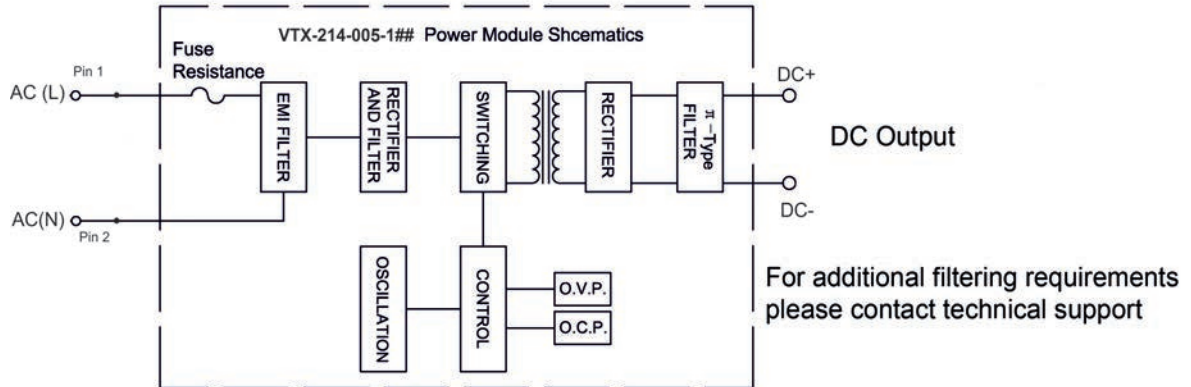 VTX-214-005-1## Power Module Shcematics
Fuse
Resistance
Pin 1
AC (L)
EMI FILTER
RECTIFIER
AND FILTER
SWITCHING
RECTIFIER
π-Type
FILTER
DC+
DC Output
DC-
AC(N)
Pin 2
OSCILLATION
CONTROL
O.V.P.
O.C.P.
For additional filtering requirements
please contact technical support